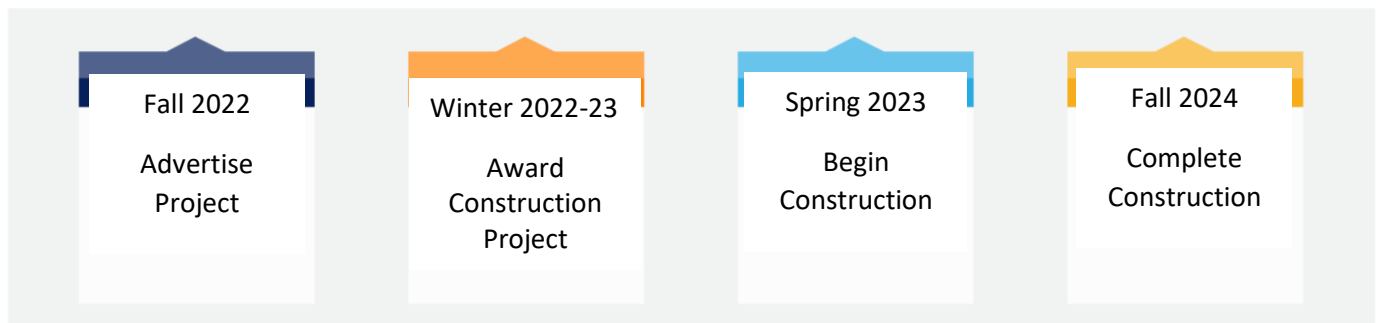 Fall 2022
Advertise
Project
Winter 2022-23
Award
Construction
Project
Spring 2023
Begin
Construction
Fall 2024
Complete
Construction